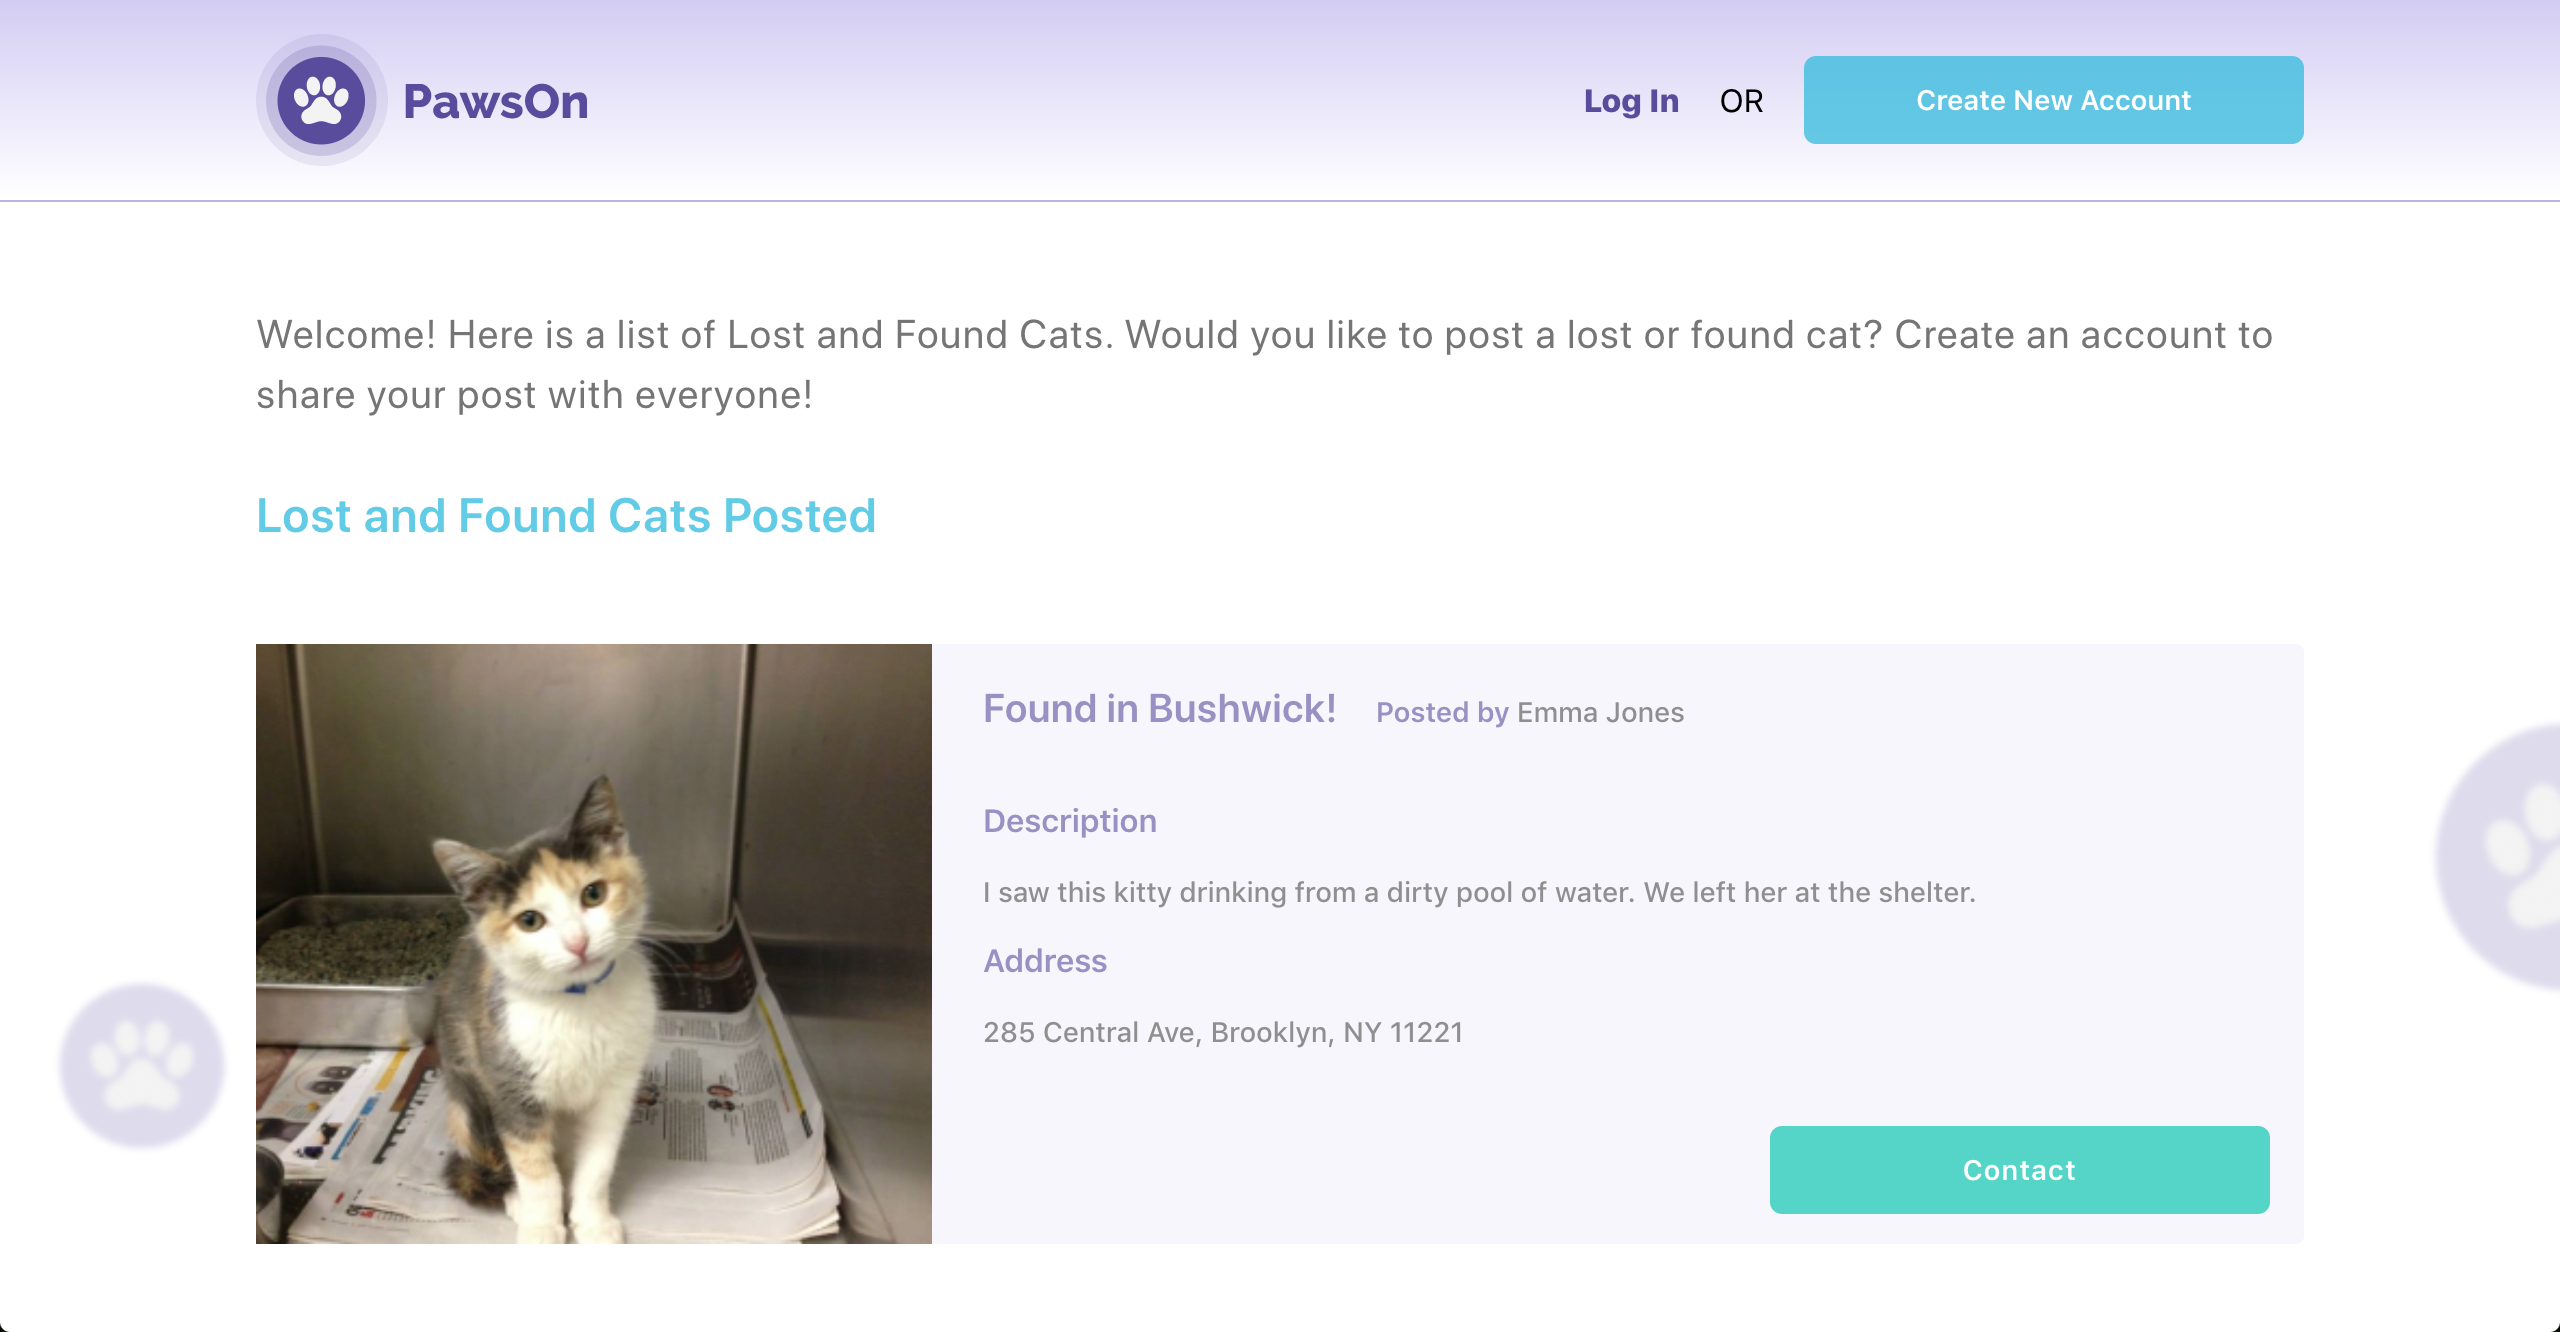 PawsOn
Log In OR Create New Account
Welcome! Here is a list of Lost and Found Cats. Would you like to post a lost or found cat? Create an account to
share your post with everyone!
Lost and Found Cats Posted
Found in Bushwick! Posted by Emma Jones
Description
I saw this kitty drinking from a dirty pool of water. We left her at the shelter.
Address
285 Central Ave, Brooklyn, NY 11221
Contact